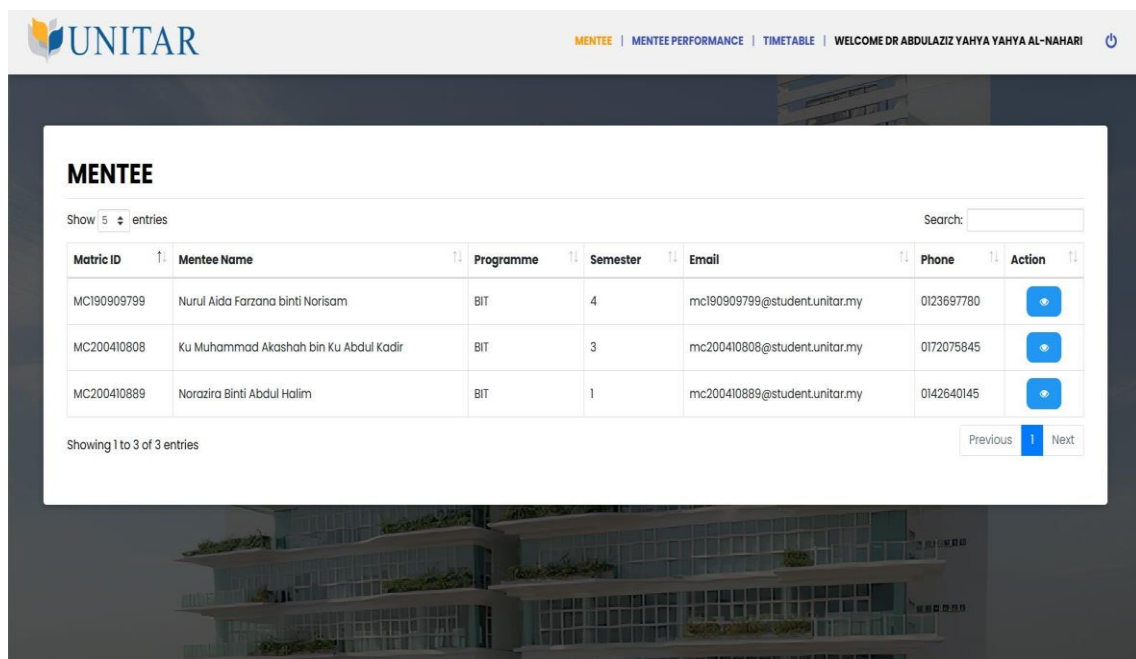 UNITAR
MENTEE | MENTEE PERFORMANCE | TIMETABLE | WELCOME DR ABDULAZIZ YAHYA YAHYA AL-NAHARI
MENTEE
Show 5 entries
Search:
Matric ID Mentee Name Programme Semester Email Phone Action
MC190909799 Nurul Aida Farzana binti Norisam BIT 4 mc190909799@student.unitar.my 0123697780
MC200410808 Ku Muhammad Akashah bin Ku Abdul Kadir BIT 3 mc200410808@student.unitar.my 0172075845
MC200410889 Norazira Binti Abdul Halim BIT 1 mc200410889@student.unitar.my 0142640145
Showing 1 to 3 of 3 entries
Previous 1 Next